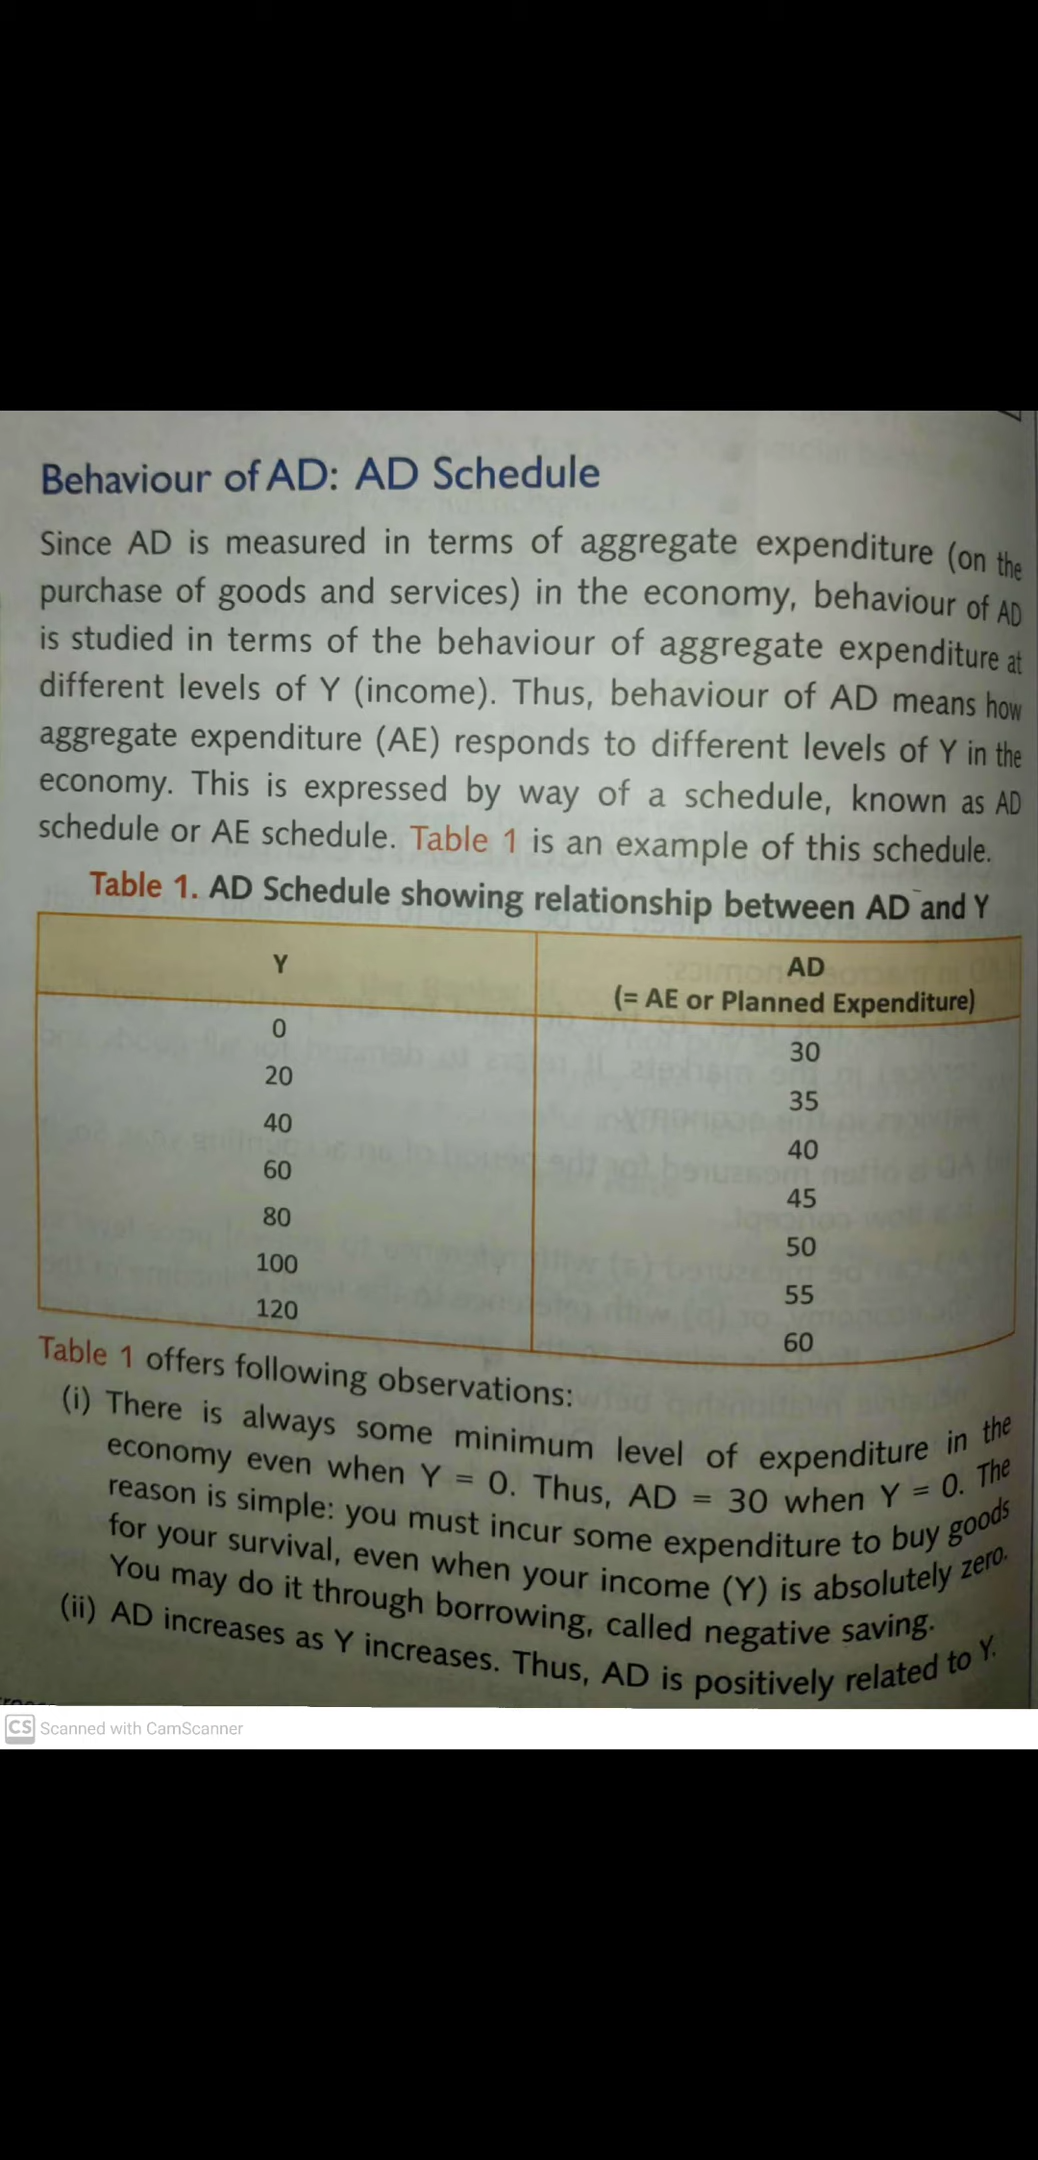 Behaviour of AD: AD Schedule
Since AD is measured in terms of aggregate expenditure (on the
purchase of goods and services) in the economy, behaviour of AD
is studied in terms of the behaviour of aggregate expenditure at
different levels of Y (income). Thus, behaviour of AD means how
aggregate expenditure (AE) responds to different levels of Y in the
economy. This is expressed by way of a schedule, known as AD
schedule or AE schedule. Table 1 is an example of this schedule.
Table 1. AD Schedule showing relationship between AD and Y
Y AD
(= AE or Planned Expenditure)
0 30
20 35
40 40
60 45
80 50
100 55
120 60
Table 1 offers following observations:
(i) There is always some minimum level of expenditure in the
economy even when Y = 0. Thus, AD = 30 when Y = 0. The
reason is simple: you must incur some expenditure to buy goods
for your survival, even when your income (Y) is absolutely zero.
You may do it through borrowing, called negative saving.
(ii) AD increases as Y increases. Thus, AD is positively related to Y.
CS Scanned with CamScanner